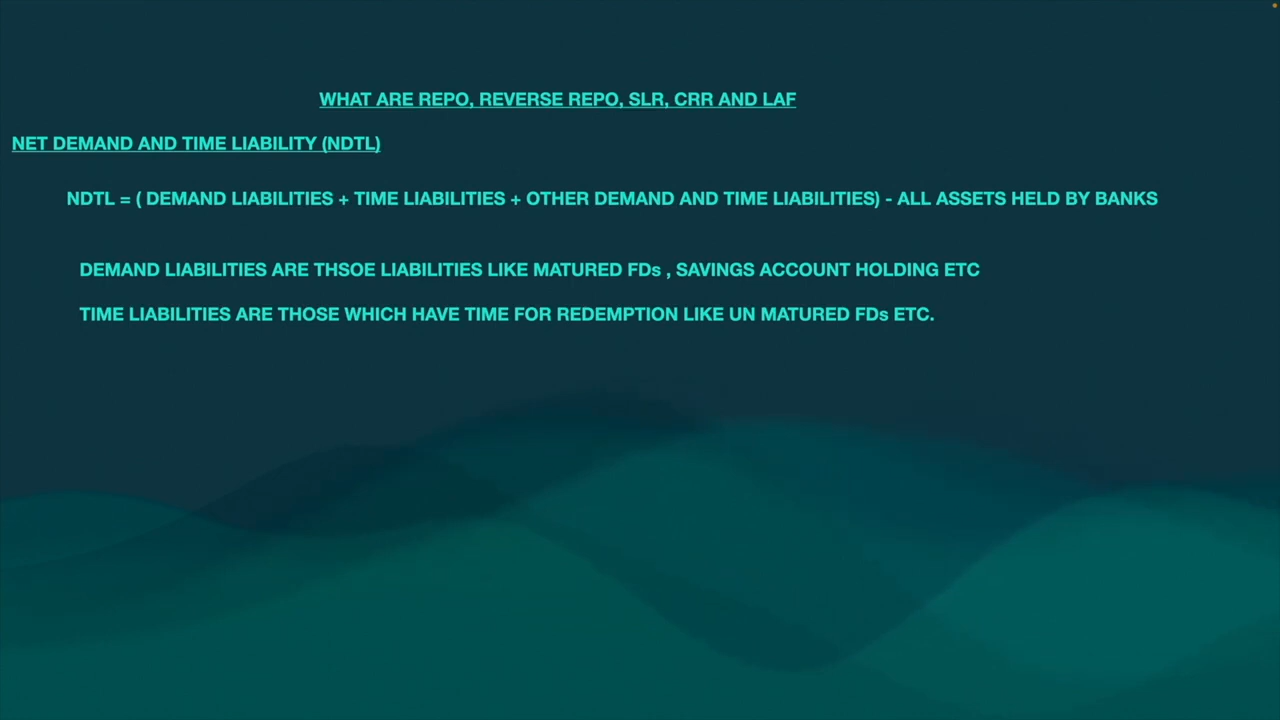 WHAT ARE REPO, REVERSE REPO, SLR, CRR AND LAF
NET DEMAND AND TIME LIABILITY (NDTL)
NDTL = ( DEMAND LIABILITIES + TIME LIABILITIES + OTHER DEMAND AND TIME LIABILITIES) - ALL ASSETS HELD BY BANKS
DEMAND LIABILITIES ARE THSOE LIABILITIES LIKE MATURED FDs , SAVINGS ACCOUNT HOLDING ETC
TIME LIABILITIES ARE THOSE WHICH HAVE TIME FOR REDEMPTION LIKE UN MATURED FDs ETC.